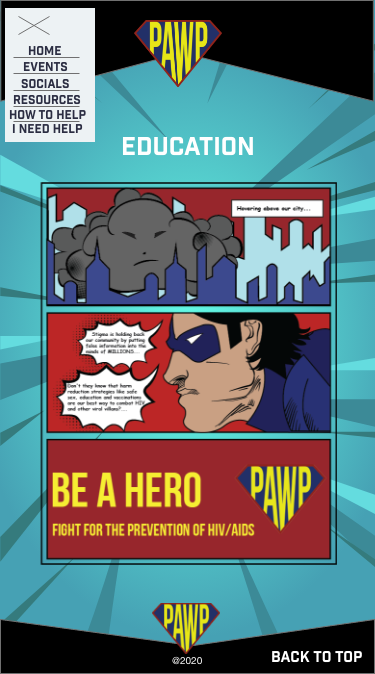 PAWP
HOME
EVENTS
SOCIALS
RESOURCES
HOW TO HELP
I NEED HELP
EDUCATION
Hovering above our city...
Stigma is holding back
our community by putting
false information into the
minds of MILLIONS...
Don't they know that harm
reduction strategies like safe
sex, education and vaccinations
are our best way to combat HIV
and other viral villains?...
BE A HERO
PAWP
FIGHT FOR THE PREVENTION OF HIV/AIDS
PAWP
@2020
BACK TO TOP